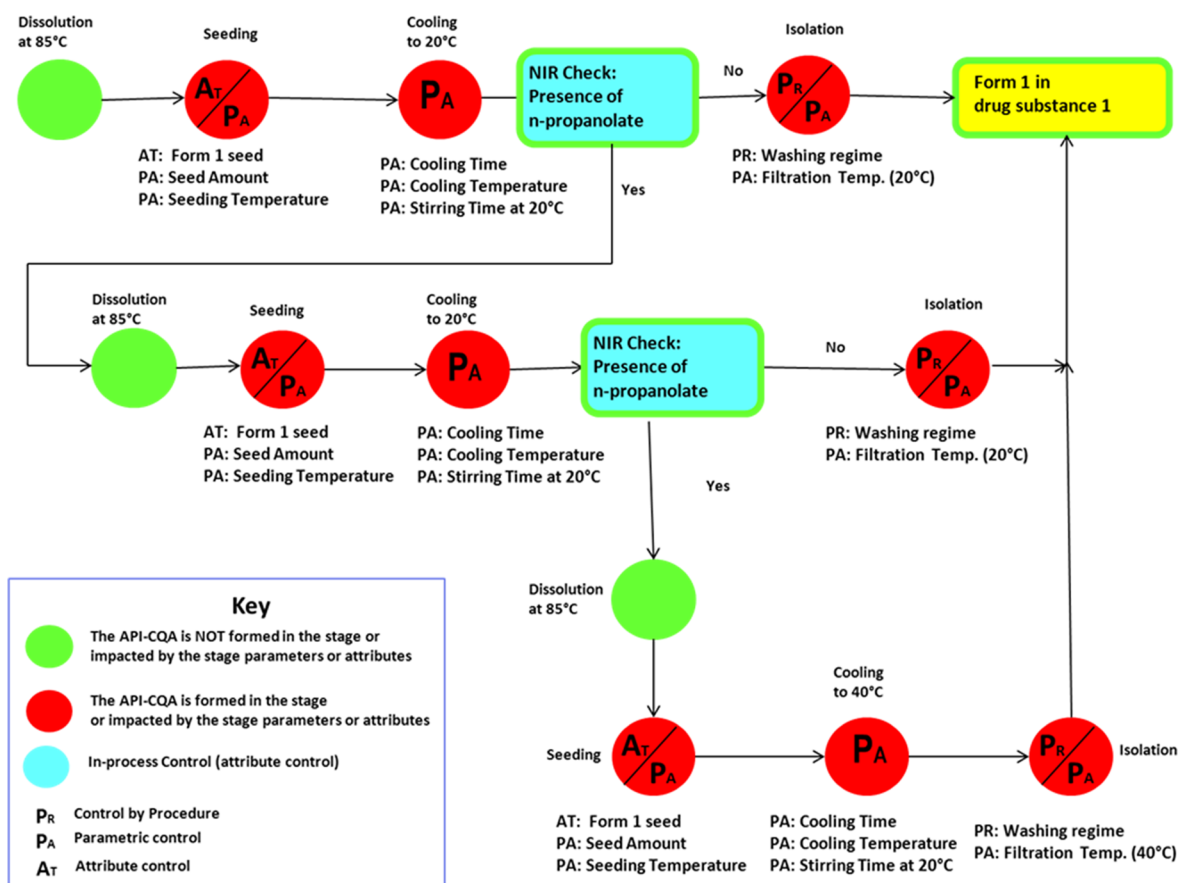 Dissolution
at 85°C
Seeding
Cooling
to 20°C
Isolation
AT
PA
PA
NIR Check:
Presence of
n-propanolate
No
PR
PA
Form 1 in
drug substance 1
AT: Form 1 seed
PA: Seed Amount
PA: Seeding Temperature
PA: Cooling Time
PA: Cooling Temperature
PA: Stirring Time at 20°C
Yes
PR: Washing regime
PA: Filtration Temp. (20°C)
Dissolution
at 85°C
Seeding
Cooling
to 20°C
Isolation
AT
PA
PA
NIR Check:
Presence of
n-propanolate
No
PR
PA
AT: Form 1 seed
PA: Seed Amount
PA: Seeding Temperature
PA: Cooling Time
PA: Cooling Temperature
PA: Stirring Time at 20°C
PR: Washing regime
PA: Filtration Temp. (20°C)
Yes
Dissolution
at 85°C
Cooling
to 40°C
Seeding
AT
PA
PA
PR
PA
Isolation
AT: Form 1 seed
PA: Seed Amount
PA: Seeding Temperature
PA: Cooling Time
PA: Cooling Temperature
PA: Stirring Time at 20°C
PR: Washing regime
PA: Filtration Temp. (40°C)
Key
The API-CQA is NOT formed in the stage or
impacted by the stage parameters or attributes
The API-CQA is formed in the stage
or impacted by the stage parameters or attributes
In-process Control (attribute control)
PR Control by Procedure
PA Parametric control
AT Attribute control